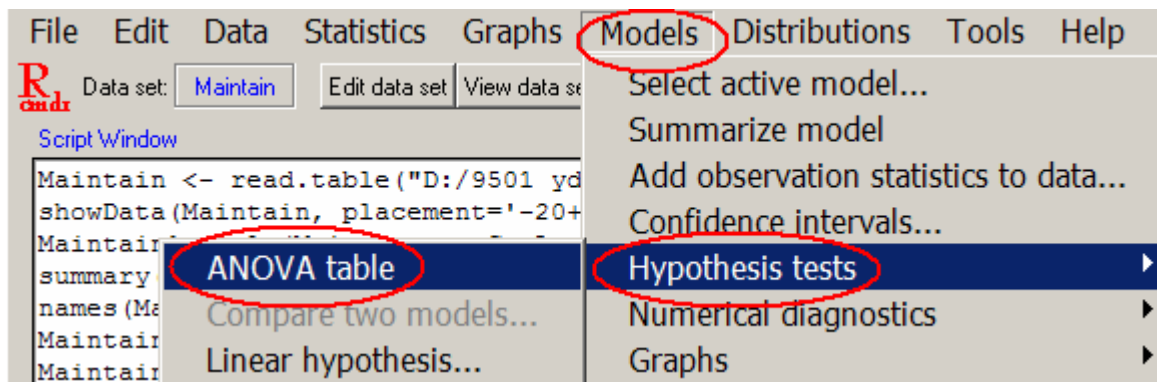 File Edit Data Statistics Graphs Models Distributions Tools Help
R cmdr Data set: Maintain Edit data set View data se
Select active model...
Summarize model
Add observation statistics to data...
Confidence intervals...
Hypothesis tests
Numerical diagnostics
Graphs
ANOVA table
Compare two models...
Linear hypothesis...
Script Window
Maintain <- read.table("D:/9501 yd
showData(Maintain, placement='-20+
Maintain
summary
names(Ma
Maintain
Maintain